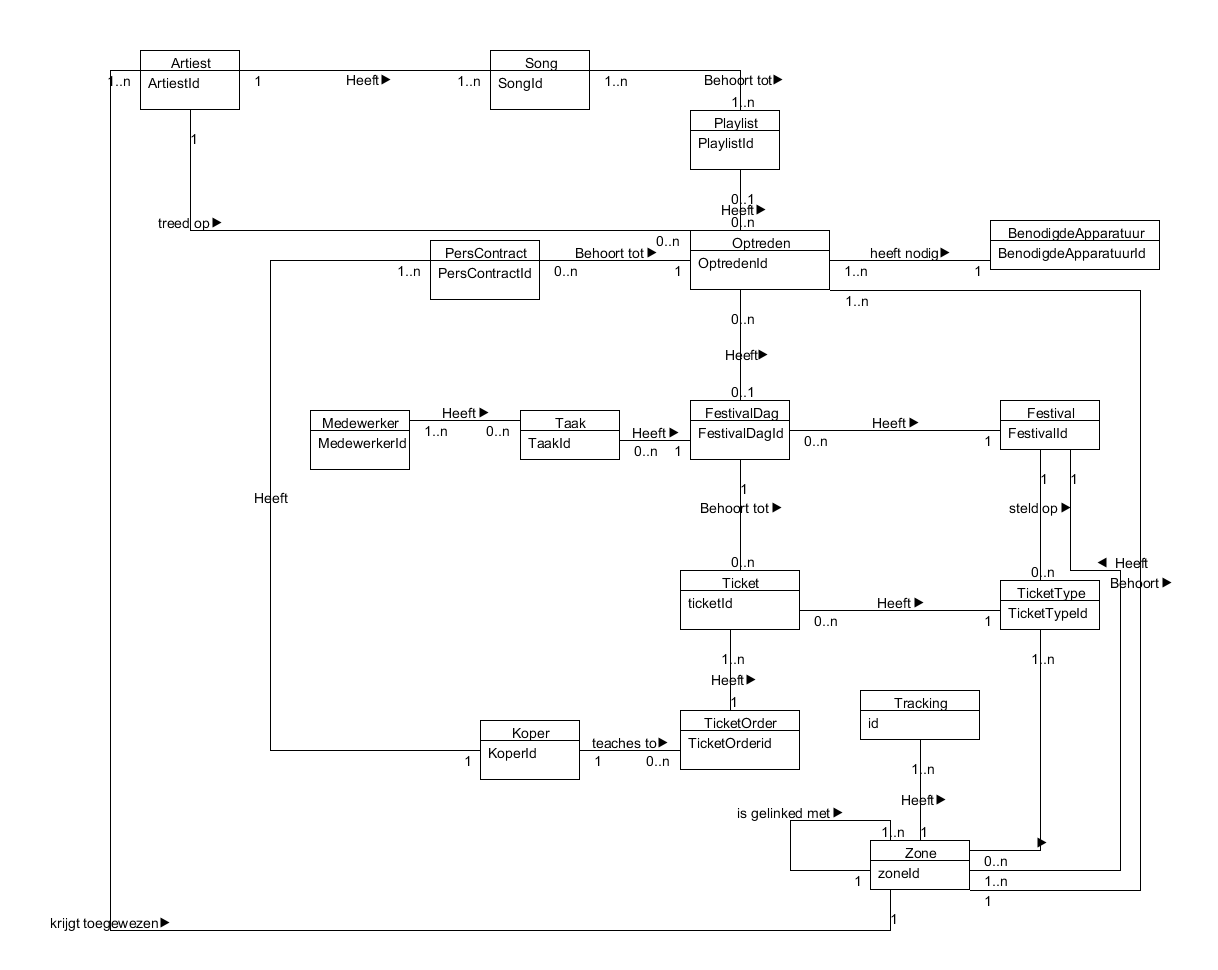 Artiest
ArtiestId
1..n
1
Heeft
1..n
Song
SongId
1..n
Behoort tot
1..n
Playlist
PlaylistId
0..1
Heeft
0..n
1
treed op
0..n
PersContract
PersContractId
1..n
0..n
Behoort tot
1
Optreden
OptredenId
heeft nodig
1..n
1
BenodigdeApparatuur
BenodigdeApparatuurId
1..n
0..n
Heeft
0..1
Medewerker
MedewerkerId
Heeft
1..n
0..n
Taak
TaakId
Heeft
0..n
1
FestivalDag
FestivalDagId
Heeft
0..n
1
Festival
FestivalId
1
1
steld op
0..n
Heeft
Behoort
Heeft
1
Behoort tot
0..n
Ticket
ticketId
Heeft
0..n
1
TicketType
TicketTypeId
1..n
1..n
Heeft
1
Koper
KoperId
1
teaches to
1
0..n
TicketOrder
TicketOrderid
Tracking
id
1..n
Heeft
1
is gelinked met
1..n
1
Zone
zoneId
0..n
1..n
1
1
krijgt toegewezen